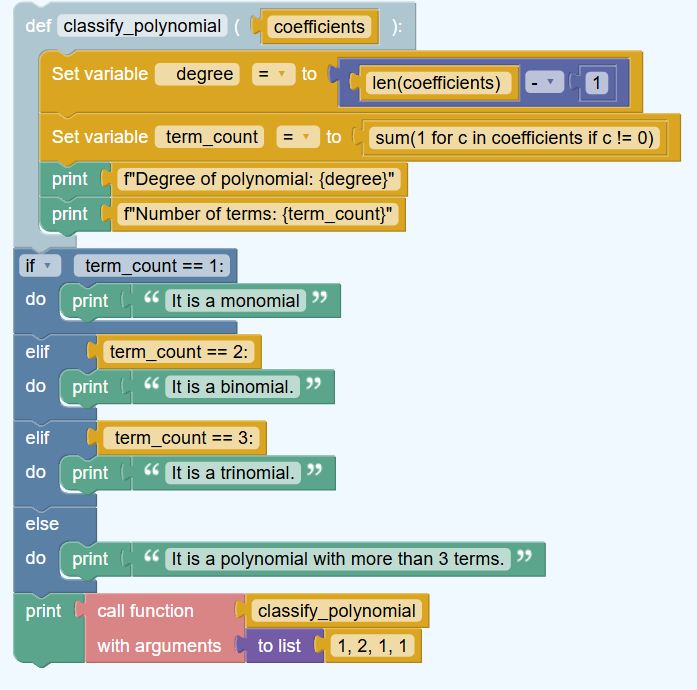 def classify_polynomial ( coefficients ):
Set variable degree = to len(coefficients) - 1
Set variable term_count = to sum(1 for c in coefficients if c != 0)
print f"Degree of polynomial: {degree}"
print f"Number of terms: {term_count}"
if term_count == 1:
do print “ It is a monomial ”
elif term_count == 2:
do print “ It is a binomial. ”
elif term_count == 3:
do print “ It is a trinomial. ”
else
do print “ It is a polynomial with more than 3 terms. ”
print call function classify_polynomial
with arguments to list 1, 2, 1, 1